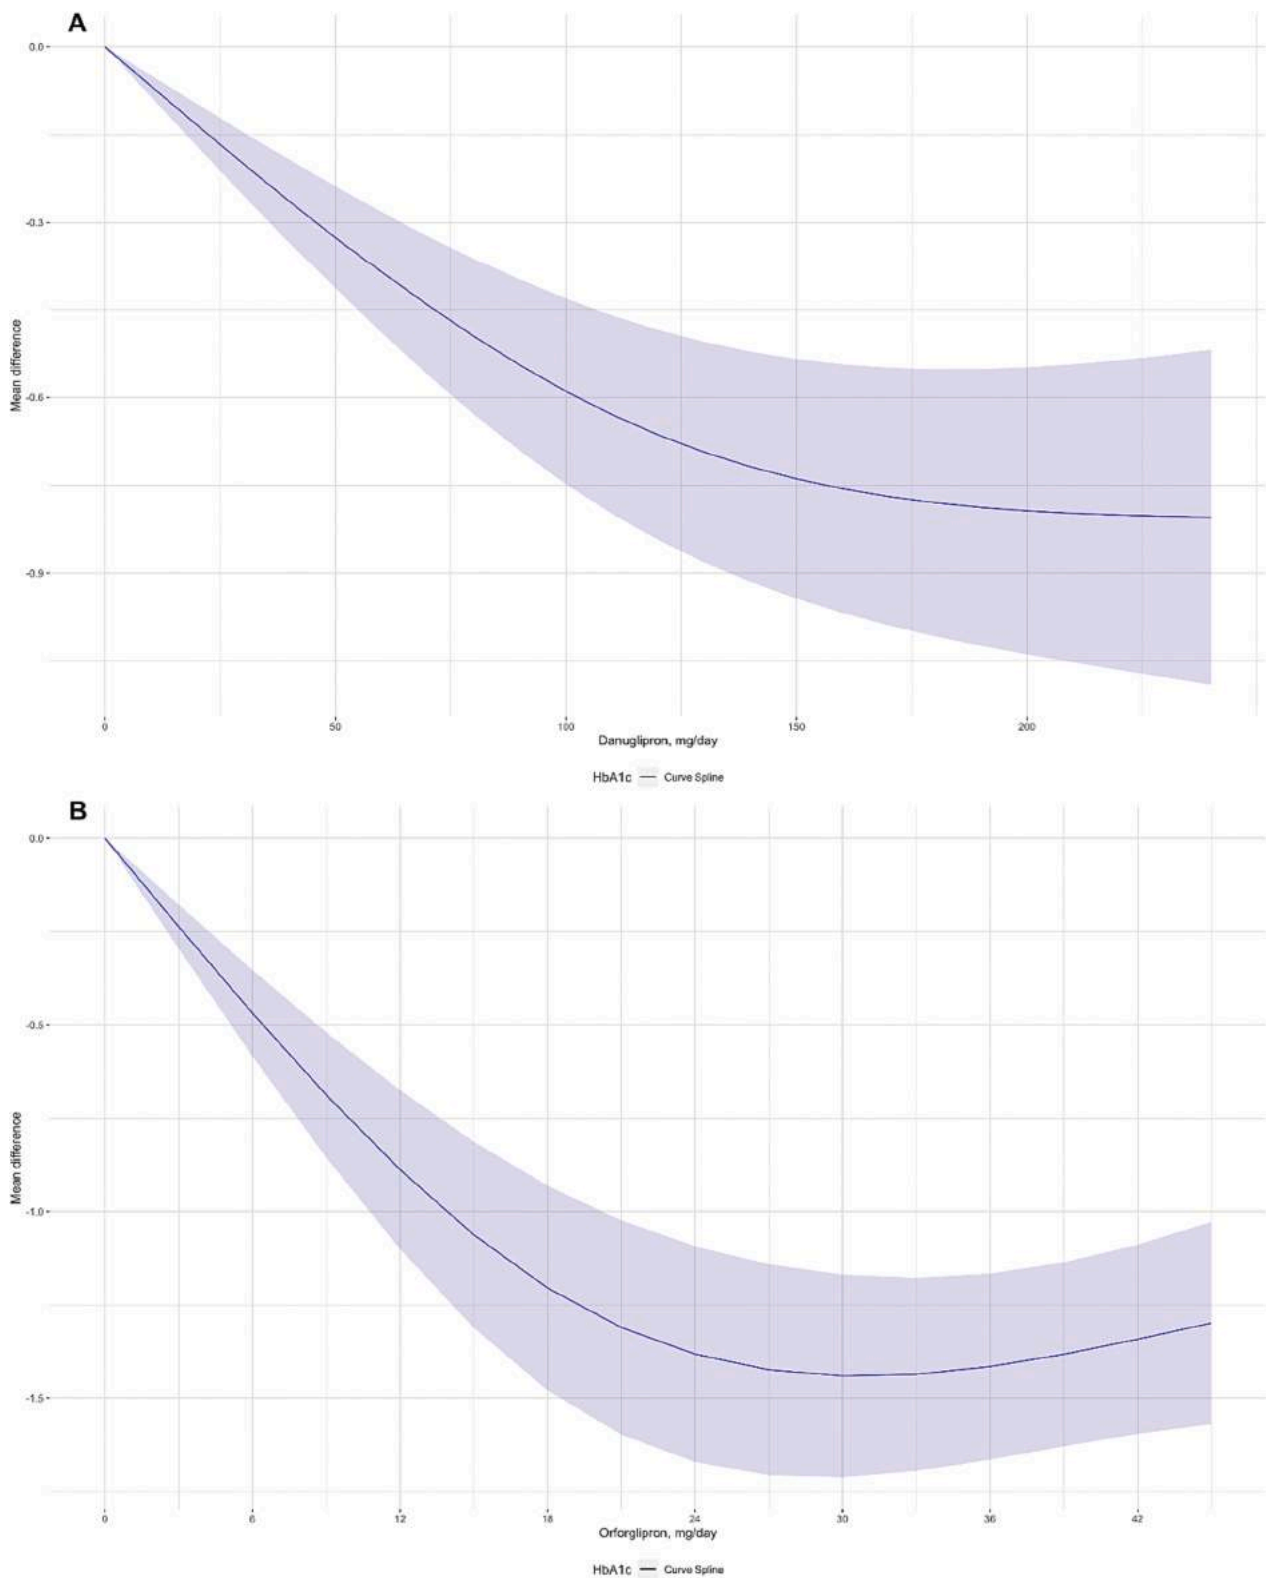 A
0.0
-0.3
-0.6
-0.9
Mean difference
0 50 100 150 200
Danuglipron, mg/day
HbA1c Curve Spline
B
0.0
-0.5
-1.0
-1.5
Mean difference
0 6 12 18 24 30 36 42
Orforglipron, mg/day
HbA1c Curve Spline